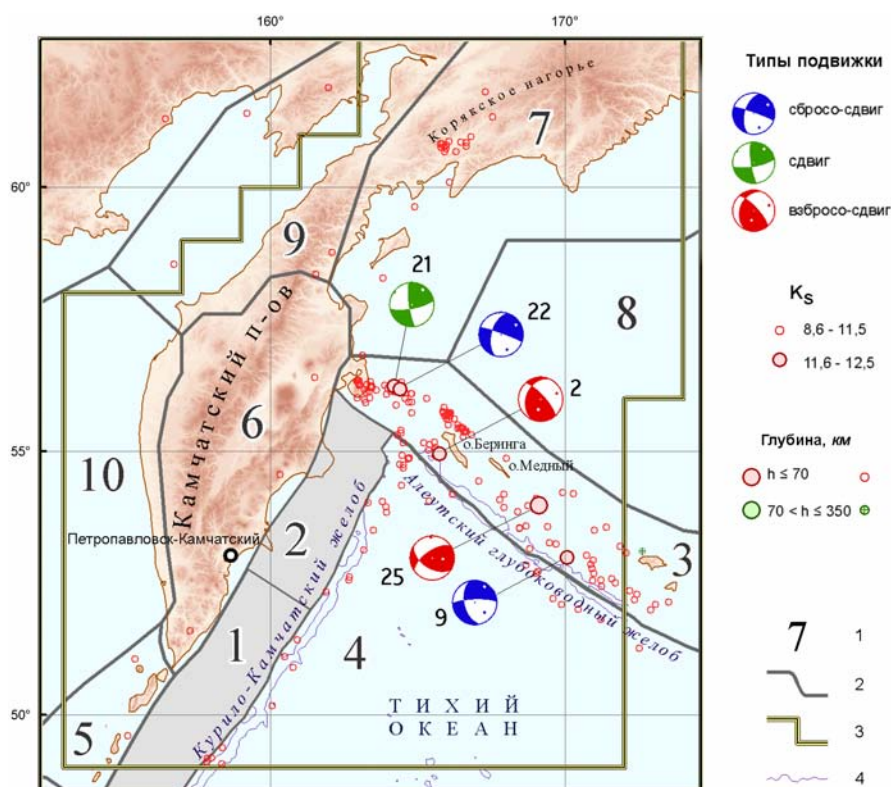 160°
170°
60°
55°
50°
Корякское нагорье
7
9
21
22
8
2
Камчатский п-ов
6
о.Беринга
о.Медный
10
Алеутский глубоководный желоб
Петропавловск-Камчатский
2
Курило-Камчатский желоб
25
9
3
1
4
5
ТИХИЙ
ОКЕАН
Типы подвижки
сбросо-сдвиг
сдвиг
взбросо-сдвиг
KS
8,6 - 11,5
11,6 - 12,5
Глубина, км
h ≤ 70
70 < h ≤ 350
7 1
2
3
4